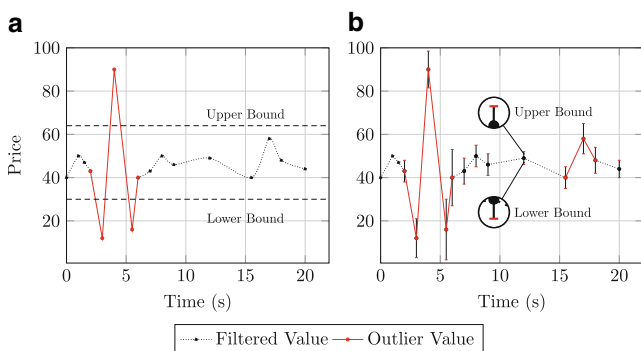 a
b
100
80
60
40
20
Price
Upper Bound
Lower Bound
0
5
10
15
20
Time (s)
100
80
60
40
20
Upper Bound
Lower Bound
0
5
10
15
20
Time (s)
Filtered Value
Outlier Value